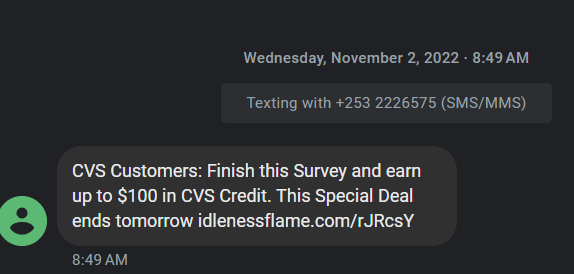 Wednesday, November 2, 2022 · 8:49 AM
Texting with +253 2226575 (SMS/MMS)
CVS Customers: Finish this Survey and earn
up to $100 in CVS Credit. This Special Deal
ends tomorrow idlenessflame.com/rJRcsY
8:49 AM